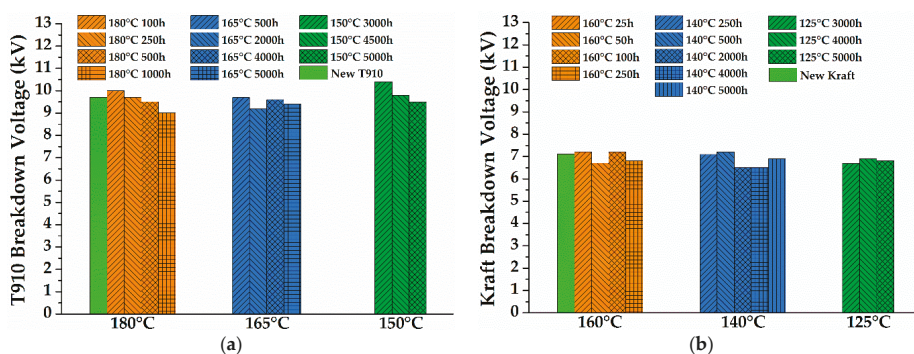 T910 Breakdown Voltage (kV)
13
12
11
10
9
8
7
6
5
4
3
2
1
0
180°C 100h
180°C 250h
180°C 500h
180°C 1000h
165°C 500h
165°C 2000h
165°C 4000h
165°C 5000h
150°C 3000h
150°C 4500h
150°C 5000h
New T910
180°C
165°C
150°C
(a)
Kraft Breakdown Voltage (kV)
13
12
11
10
9
8
7
6
5
4
3
2
1
0
160°C 25h
160°C 50h
160°C 100h
160°C 250h
140°C 250h
140°C 500h
140°C 2000h
140°C 4000h
140°C 5000h
125°C 3000h
125°C 4000h
125°C 5000h
New Kraft
160°C
140°C
125°C
(b)